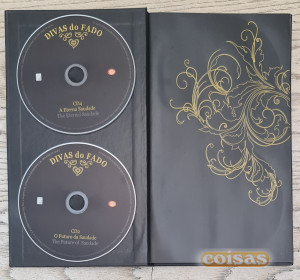 DIVAS do FADO
CD1
A Eterna Saudade
The Eternal Saudade
DIVAS do FADO
CD2
O Futuro da Saudade
The Future of Saudade
coisas